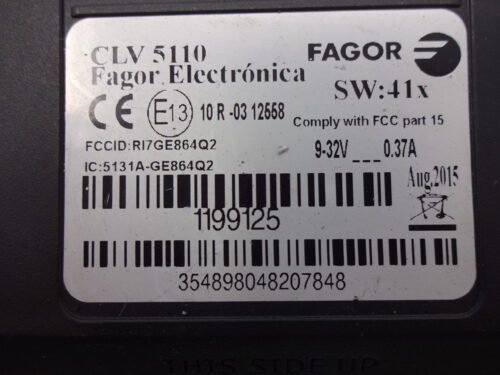 CLV 5110
FAGOR
Fagor Electrónica
SW:41x
CE E13 10 R -03 12558
Comply with FCC part 15
FCCID:RI7GE864Q2
9-32V ___ 0.37A
IC:5131A-GE864Q2
Aug.2015
1199125
354898048207848
THIS SIDE UP